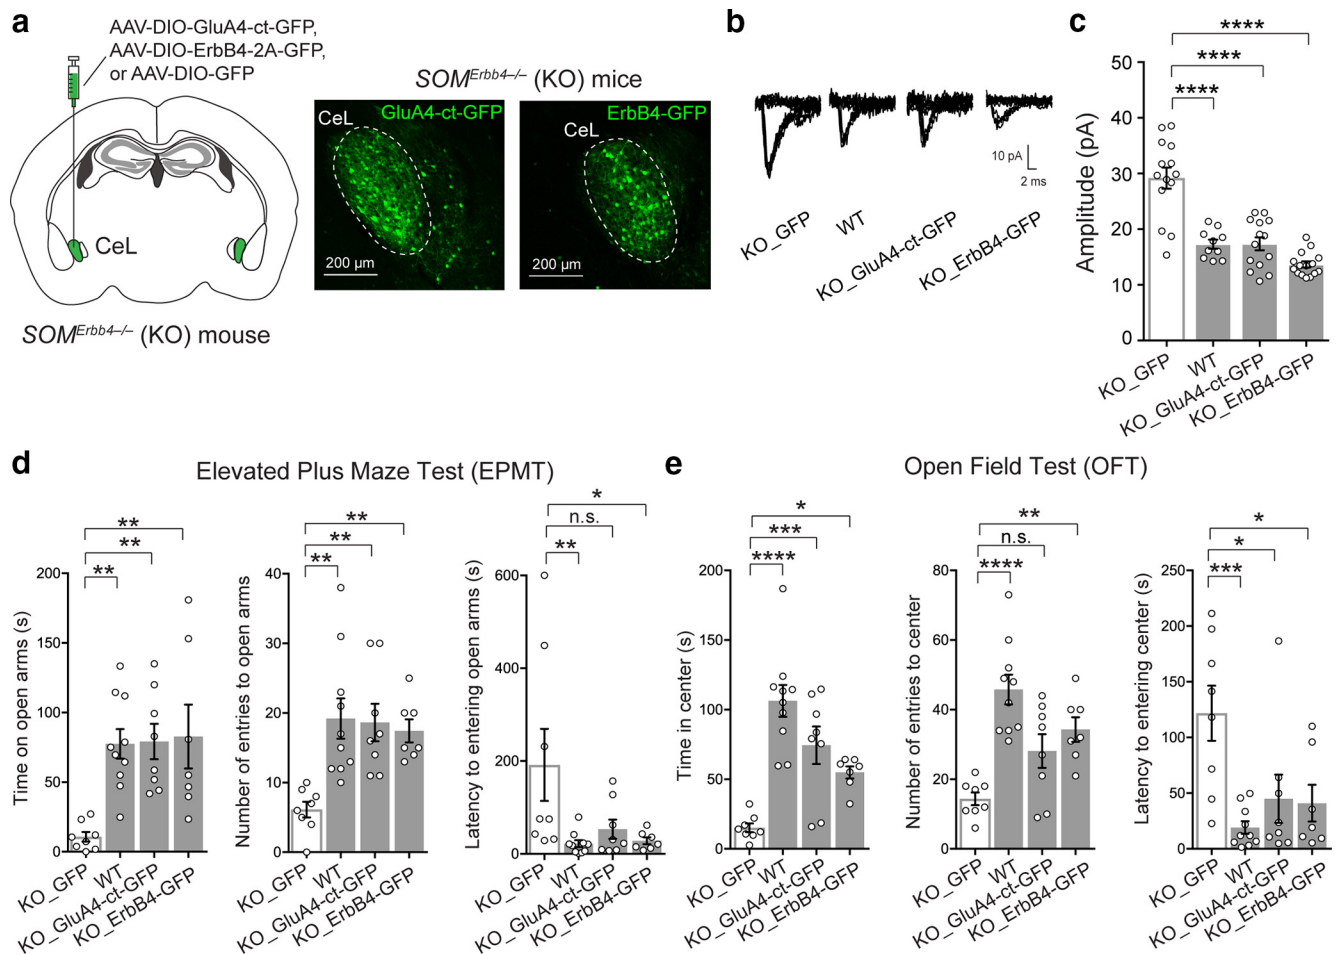 a
AAV-DIO-GluA4-ct-GFP,
AAV-DIO-ErbB4-2A-GFP,
or AAV-DIO-GFP
CeL
SOM^Erbb4–/– (KO) mouse
SOM^Erbb4–/– (KO) mice
GluA4-ct-GFP
CeL
200 µm
ErbB4-GFP
CeL
200 µm
b
10 pA
2 ms
KO_GFP
WT
KO_GluA4-ct-GFP
KO_ErbB4-GFP
c
****
****
****
Amplitude (pA)
50
40
30
20
10
0
KO_GFP
WT
KO_GluA4-ct-GFP
KO_ErbB4-GFP
d
Elevated Plus Maze Test (EPMT)
**
**
**
Time on open arms (s)
200
150
100
50
0
KO_GFP
WT
KO_GluA4-ct-GFP
KO_ErbB4-GFP
**
**
**
Number of entries to open arms
40
30
20
10
0
KO_GFP
WT
KO_GluA4-ct-GFP
KO_ErbB4-GFP
*
n.s.
**
Latency to entering open arms (s)
600
400
200
0
KO_GFP
WT
KO_GluA4-ct-GFP
KO_ErbB4-GFP
e
Open Field Test (OFT)
*
***
****
Time in center (s)
200
150
100
50
0
KO_GFP
WT
KO_GluA4-ct-GFP
KO_ErbB4-GFP
**
n.s.
****
Number of entries to center
80
60
40
20
0
KO_GFP
WT
KO_GluA4-ct-GFP
KO_ErbB4-GFP
*
*
***
Latency to entering center (s)
250
200
150
100
50
0
KO_GFP
WT
KO_GluA4-ct-GFP
KO_ErbB4-GFP